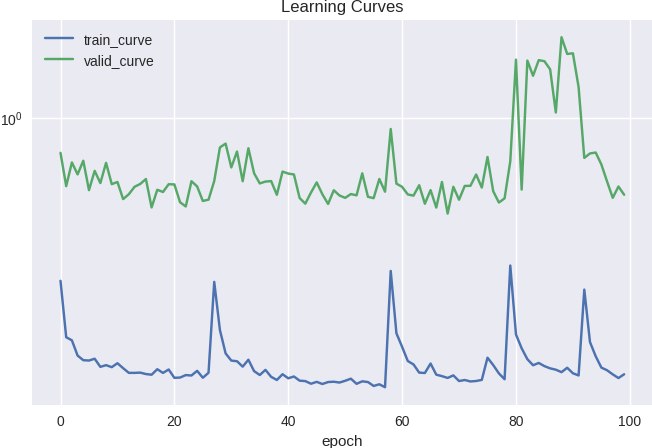 Learning Curves
train_curve
valid_curve
10⁰
0 20 40 60 80 100
epoch